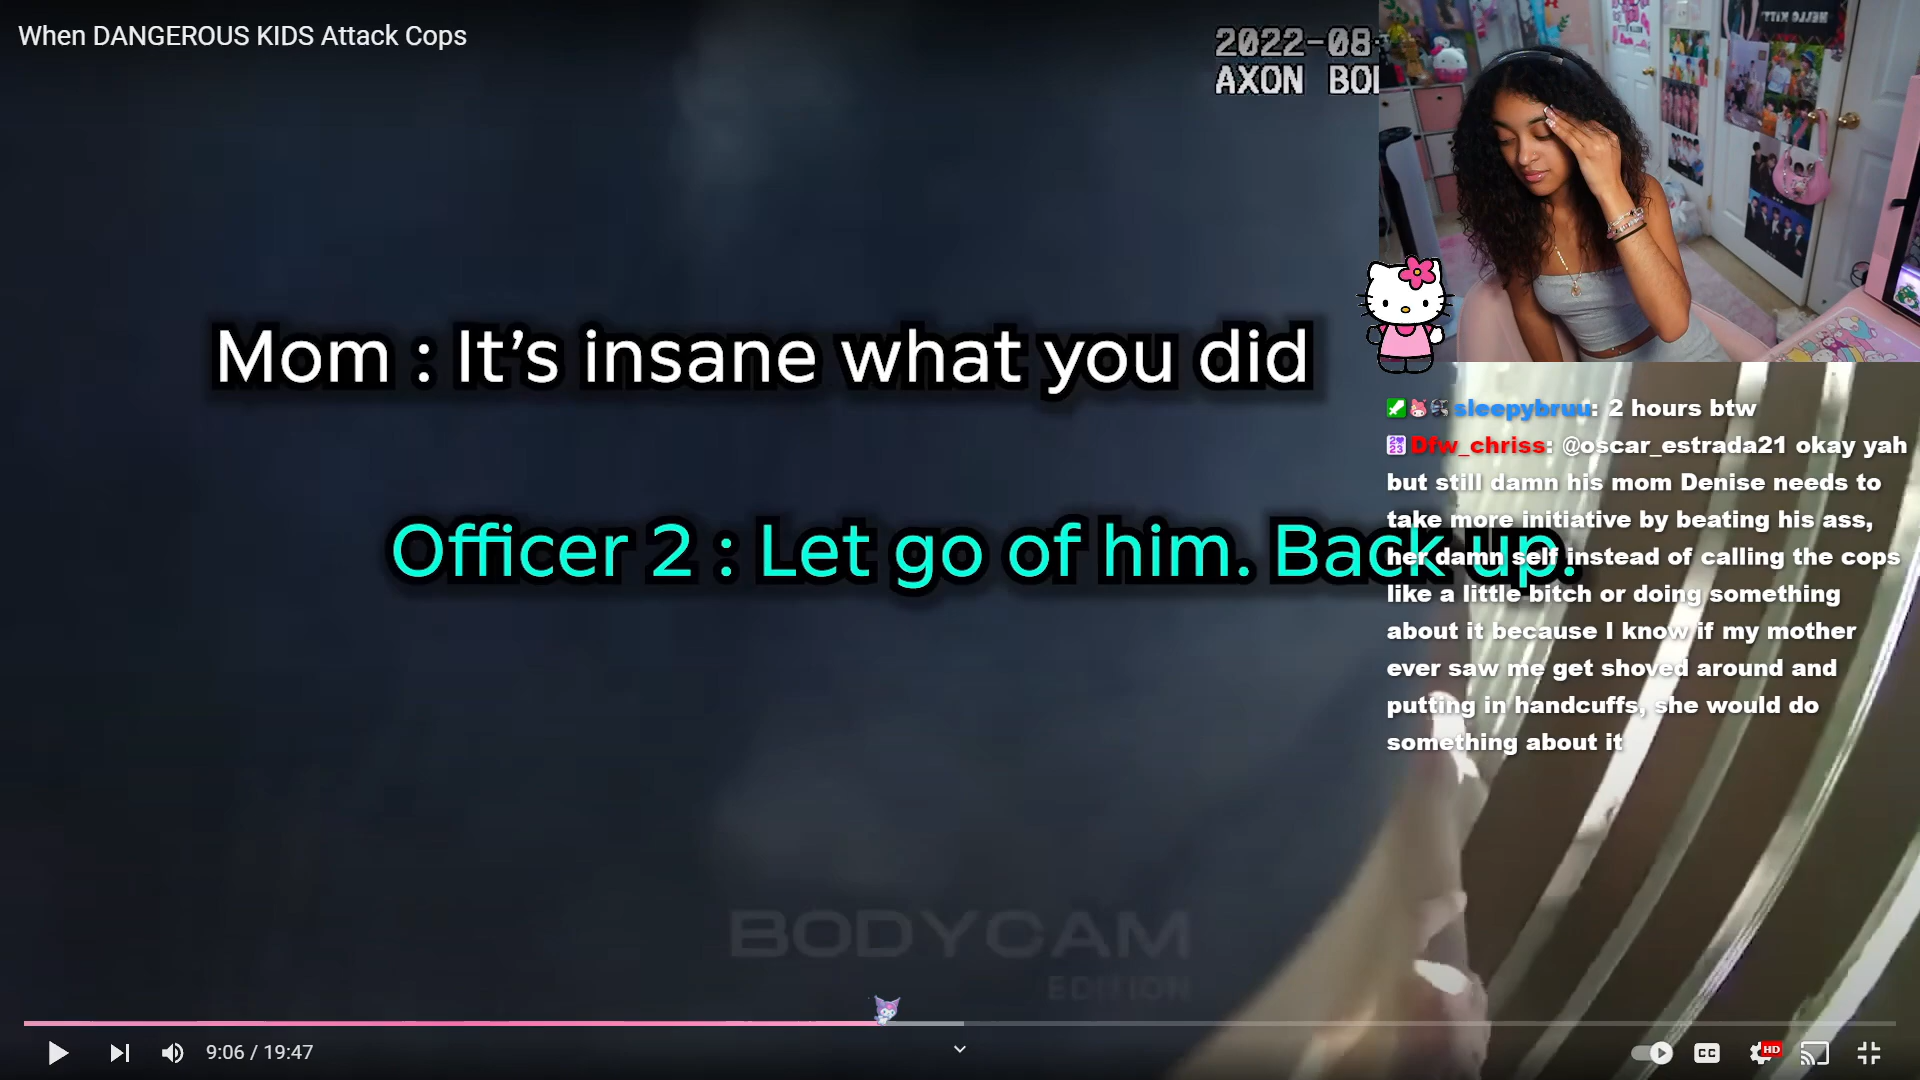 When DANGEROUS KIDS Attack Cops
2022-08-
AXON BO
HELLO KITTY
Mom : It’s insane what you did
Officer 2 : Let go of him. Back up.
sleepybruu: 2 hours btw
Dfw_chriss: @oscar_estrada21 okay yah
but still damn his mom Denise needs to
take more initiative by beating his ass,
her damn self instead of calling the cops
like a little bitch or doing something
about it because I know if my mother
ever saw me get shoved around and
putting in handcuffs, she would do
something about it
BODYCAM
EDITION
9:06 / 19:47
CC
HD